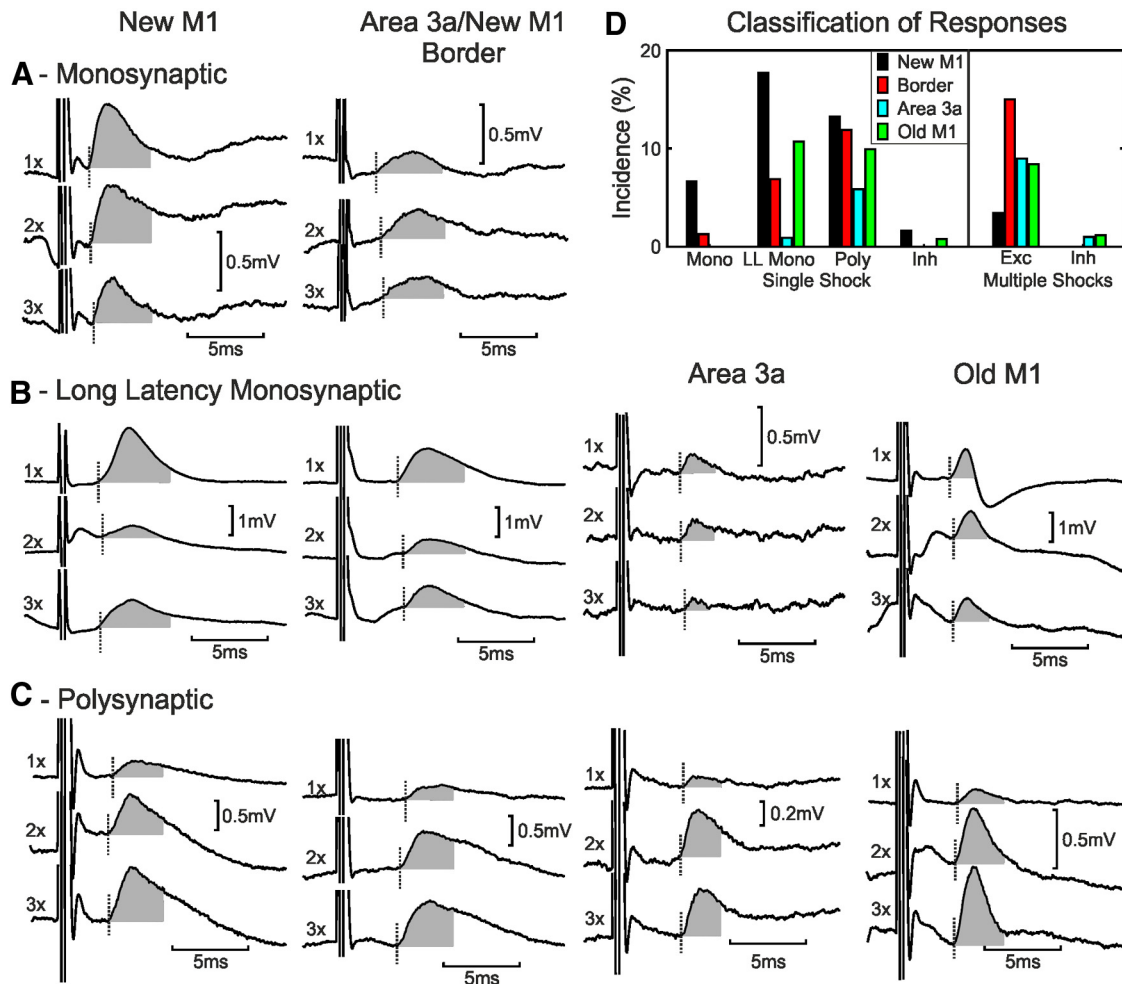 New M1
Area 3a/New M1
Border
A - Monosynaptic
1x
2x
3x
0.5mV
5ms
1x
2x
3x
0.5mV
5ms
D
Classification of Responses
Incidence (%)
20
10
0
New M1
Border
Area 3a
Old M1
Mono LL Mono Poly Inh
Single Shock
Exc Inh
Multiple Shocks
B - Long Latency Monosynaptic
Area 3a
Old M1
1x
2x
3x
1mV
5ms
1x
2x
3x
1mV
5ms
1x
2x
3x
0.5mV
5ms
1x
2x
3x
1mV
5ms
C - Polysynaptic
1x
2x
3x
0.5mV
5ms
1x
2x
3x
0.5mV
5ms
1x
2x
3x
0.2mV
5ms
1x
2x
3x
0.5mV
5ms